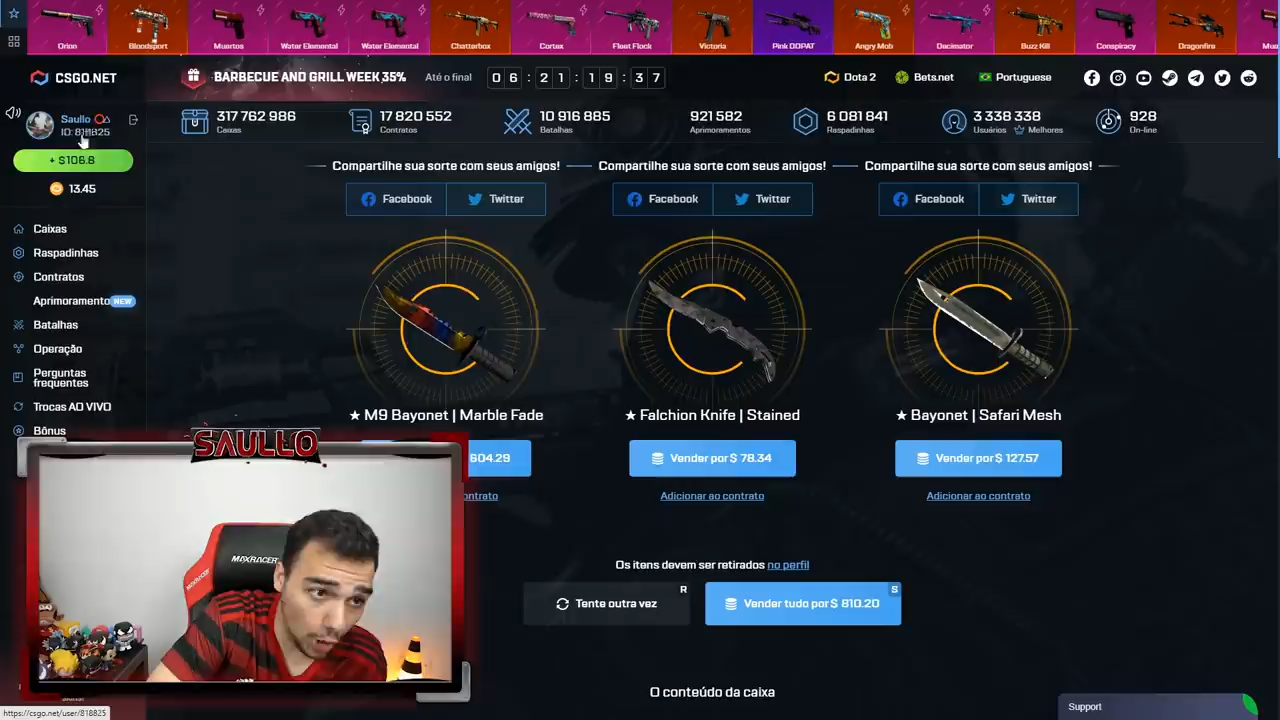 Orion
Bloodsport
Muertos
Water Elemental
Water Elemental
Chatterbox
Cortex
Fleet Flock
Victoria
Pink DDPAT
Angry Mob
Decimator
Buzz Kill
Conspiracy
Dragonfire
CSGO.NET
BARBECUE AND GRILL WEEK 35%
Até o final
06:21:19:37
Dota 2
Bets.net
Portuguese
Saullo
ID: 818825
+ $106.8
13.45
317 762 986
Caixas
17 820 552
Contratos
10 916 885
Batalhas
921 582
Aprimoramentos
6 081 841
Raspadinhas
3 338 338
Usuários Melhores
928
On-line
Caixas
Raspadinhas
Contratos
Aprimoramento NEW
Batalhas
Operação
Perguntas
frequentes
Trocas AO VIVO
Bônus
Compartilhe sua sorte com seus amigos!
Facebook Twitter
★ M9 Bayonet | Marble Fade
604.29
contrato
Compartilhe sua sorte com seus amigos!
Facebook Twitter
★ Falchion Knife | Stained
Vender por $ 78.34
Adicionar ao contrato
Compartilhe sua sorte com seus amigos!
Facebook Twitter
★ Bayonet | Safari Mesh
Vender por $ 127.57
Adicionar ao contrato
Os itens devem ser retirados no perfil
Tente outra vez R
Vender tudo por $ 810.20 S
O conteúdo da caixa
SAULLO
MAXRACER
Support
https://csgo.net/user/818825